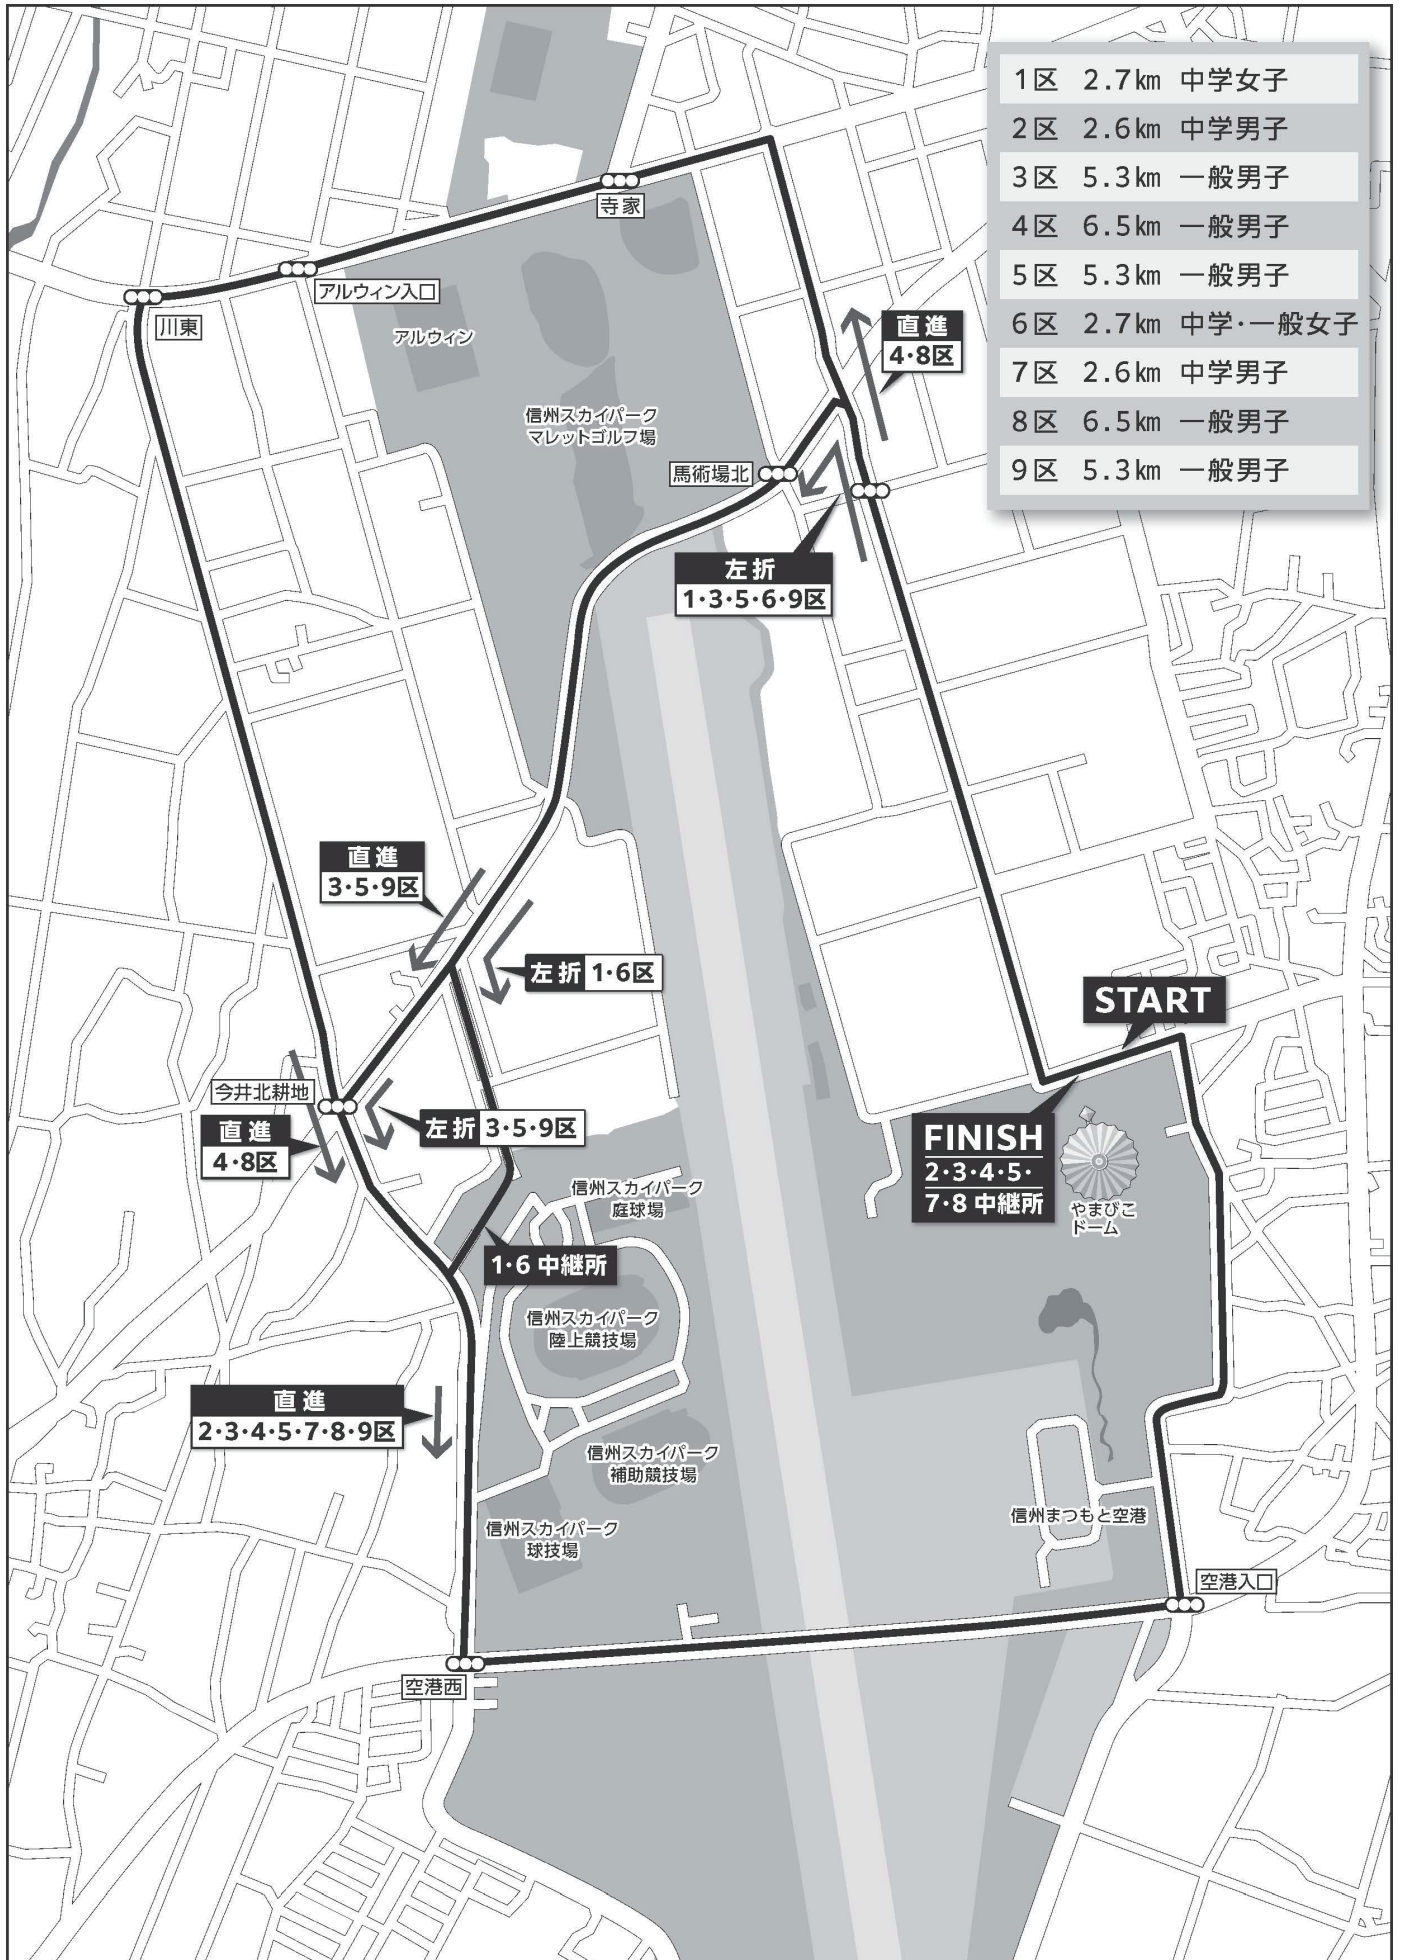 1区 2.7km 中学女子
2区 2.6km 中学男子
3区 5.3km 一般男子
4区 6.5km 一般男子
5区 5.3km 一般男子
6区 2.7km 中学・一般女子
7区 2.6km 中学男子
8区 6.5km 一般男子
9区 5.3km 一般男子
寺家
アルウィン入口
川東
アルウィン
直進
4・8区
信州スカイパーク
マレットゴルフ場
馬術場北
左折
1・3・5・6・9区
直進
3・5・9区
左折 1・6区
START
今井北耕地
直進
4・8区
左折 3・5・9区
FINISH
2・3・4・5・
7・8 中継所
やまびこ
ドーム
信州スカイパーク
庭球場
1・6 中継所
信州スカイパーク
陸上競技場
直進
2・3・4・5・7・8・9区
信州スカイパーク
補助競技場
信州スカイパーク
球技場
信州まつもと空港
空港入口
空港西